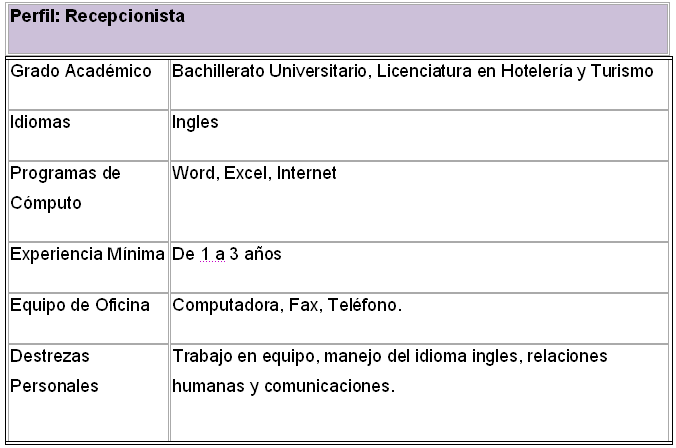 Perfil: Recepcionista
Grado Académico Bachillerato Universitario, Licenciatura en Hotelería y Turismo
Idiomas Ingles
Programas de Word, Excel, Internet
Cómputo
Experiencia Mínima De 1 a 3 años
Equipo de Oficina Computadora, Fax, Teléfono.
Destrezas Trabajo en equipo, manejo del idioma ingles, relaciones
Personales humanas y comunicaciones.